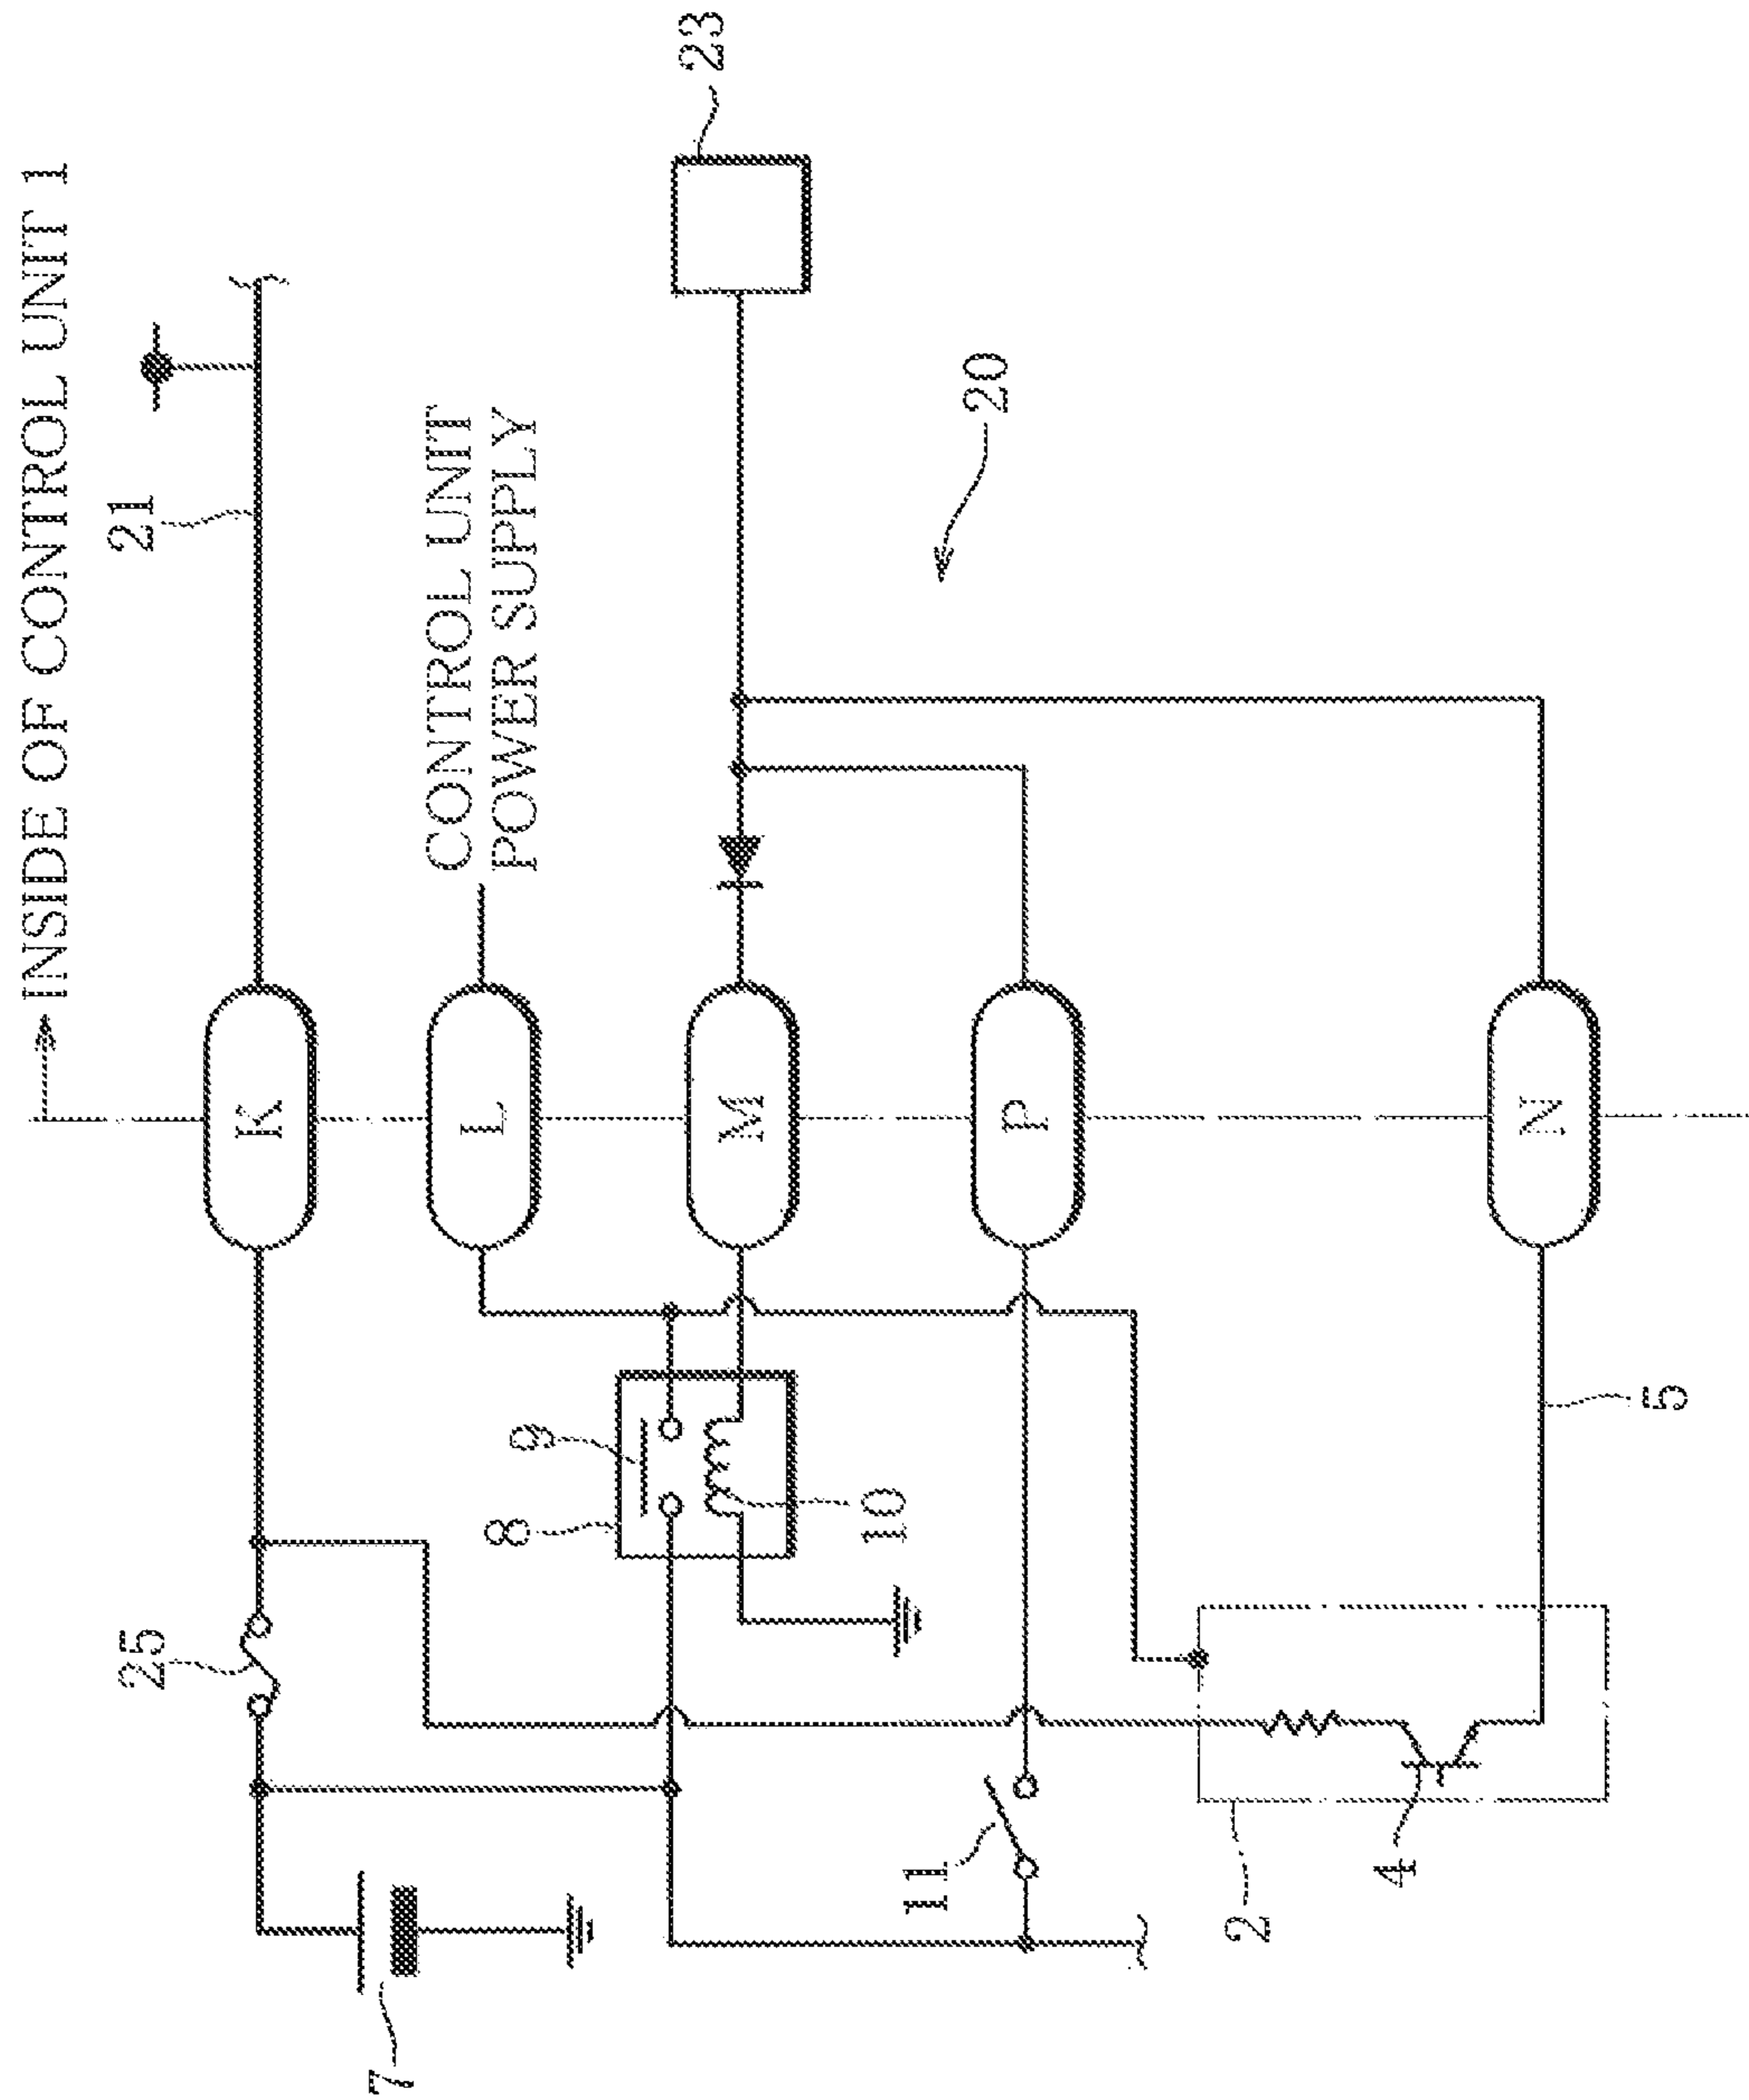 INSIDE OF CONTROL UNIT 1
21
23
CONTROL UNIT
POWER SUPPLY
20
K
L
M
P
N
25
9
8
10
5
7
11
2
4